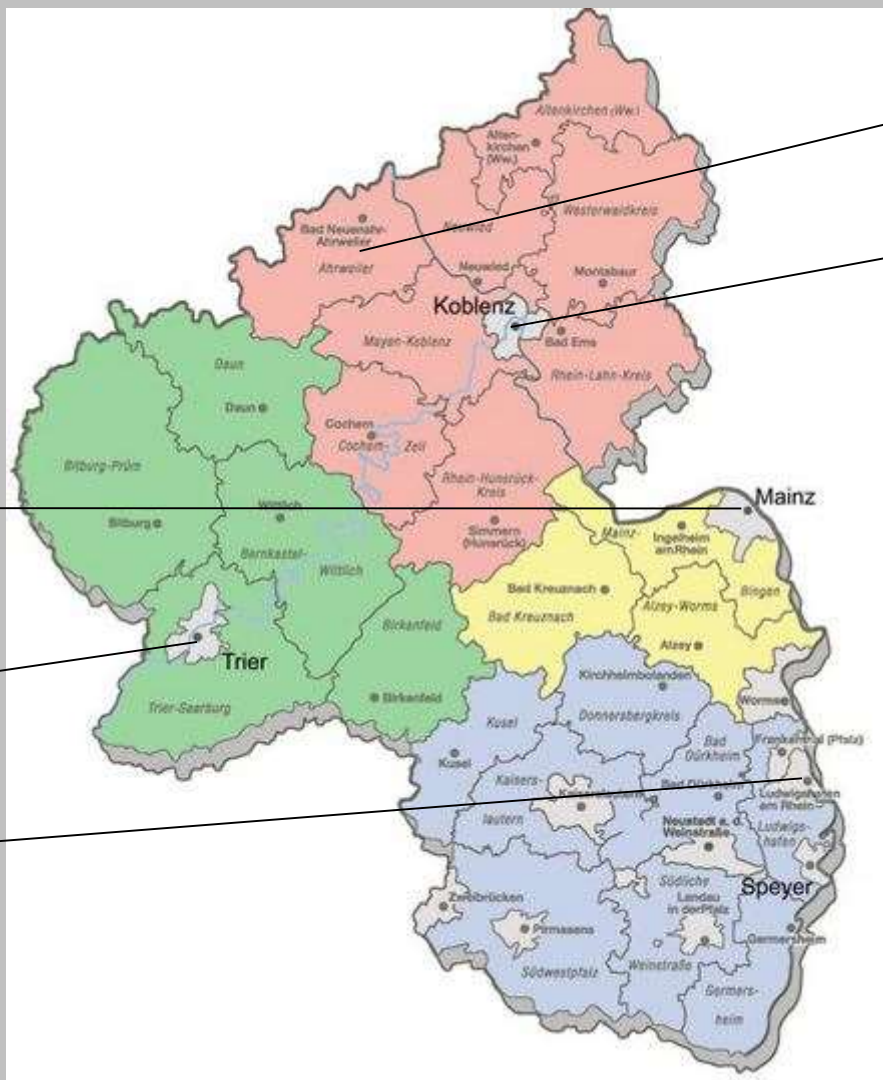 Altenkirchen (Ww.)
Alten-
kirchen
(Ww.)
Westerwaldkreis
Bad Neuenahr-
Ahrweiler
Neuwied
Ahrweiler
Neuwied
Montabaur
Koblenz
Mayen-Koblenz
Bad Ems
Rhein-Lahn-Kreis
Daun
Daun
Cochem
Cochem-
Zell
Bitburg-Prüm
Rhein-Hunsrück-
Kreis
Mainz
Wittlich
Bitburg
Simmern
(Hunsrück)
Mainz-
Ingelheim
am Rhein
Bernkastel-
Wittlich
Bad Kreuznach
Bingen
Alzey-Worms
Bad Kreuznach
Birkenfeld
Alzey
Trier
Kirchheimbolanden
Birkenfeld
Worms
Trier-Saarburg
Kusel
Donnersbergkreis
Frankenthal (Pfalz)
Bad
Dürkheim
Kusel
Kaisers-
lautern
Kaiserslautern
Bad Dürkheim
Ludwigshafen
am Rhein
Neustadt a. d.
Weinstraße
Ludwigs-
hafen
Südliche
Speyer
Zweibrücken
Landau
in der Pfalz
Pirmasens
Germersheim
Südwestpfalz
Weinstraße
Germers-
heim